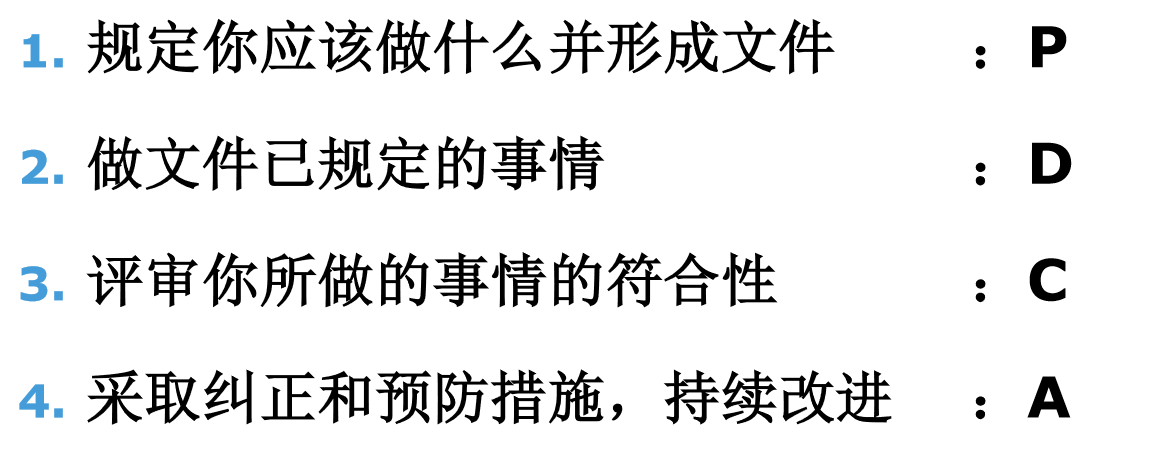 1. 规定你应该做什么并形成文件 ：P
2. 做文件已规定的事情 ：D
3. 评审你所做的事情的符合性 ：C
4. 采取纠正和预防措施，持续改进 ：A